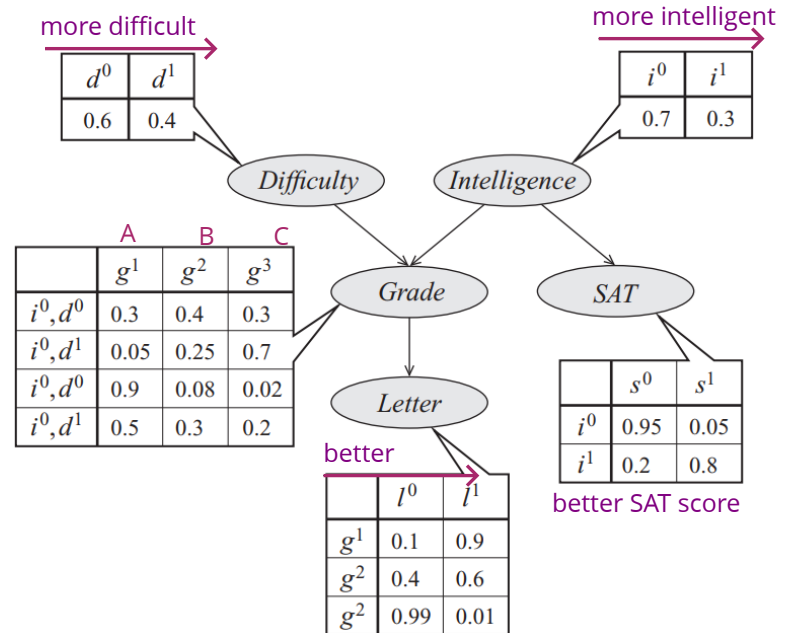 more difficult
more intelligent
d⁰ d¹
0.6 0.4
i⁰ i¹
0.7 0.3
Difficulty
Intelligence
A B C
g¹ g² g³
i⁰,d⁰ 0.3 0.4 0.3
i⁰,d¹ 0.05 0.25 0.7
i⁰,d⁰ 0.9 0.08 0.02
i⁰,d¹ 0.5 0.3 0.2
Grade
SAT
Letter
s⁰ s¹
i⁰ 0.95 0.05
i¹ 0.2 0.8
better SAT score
better
l⁰ l¹
g¹ 0.1 0.9
g² 0.4 0.6
g² 0.99 0.01